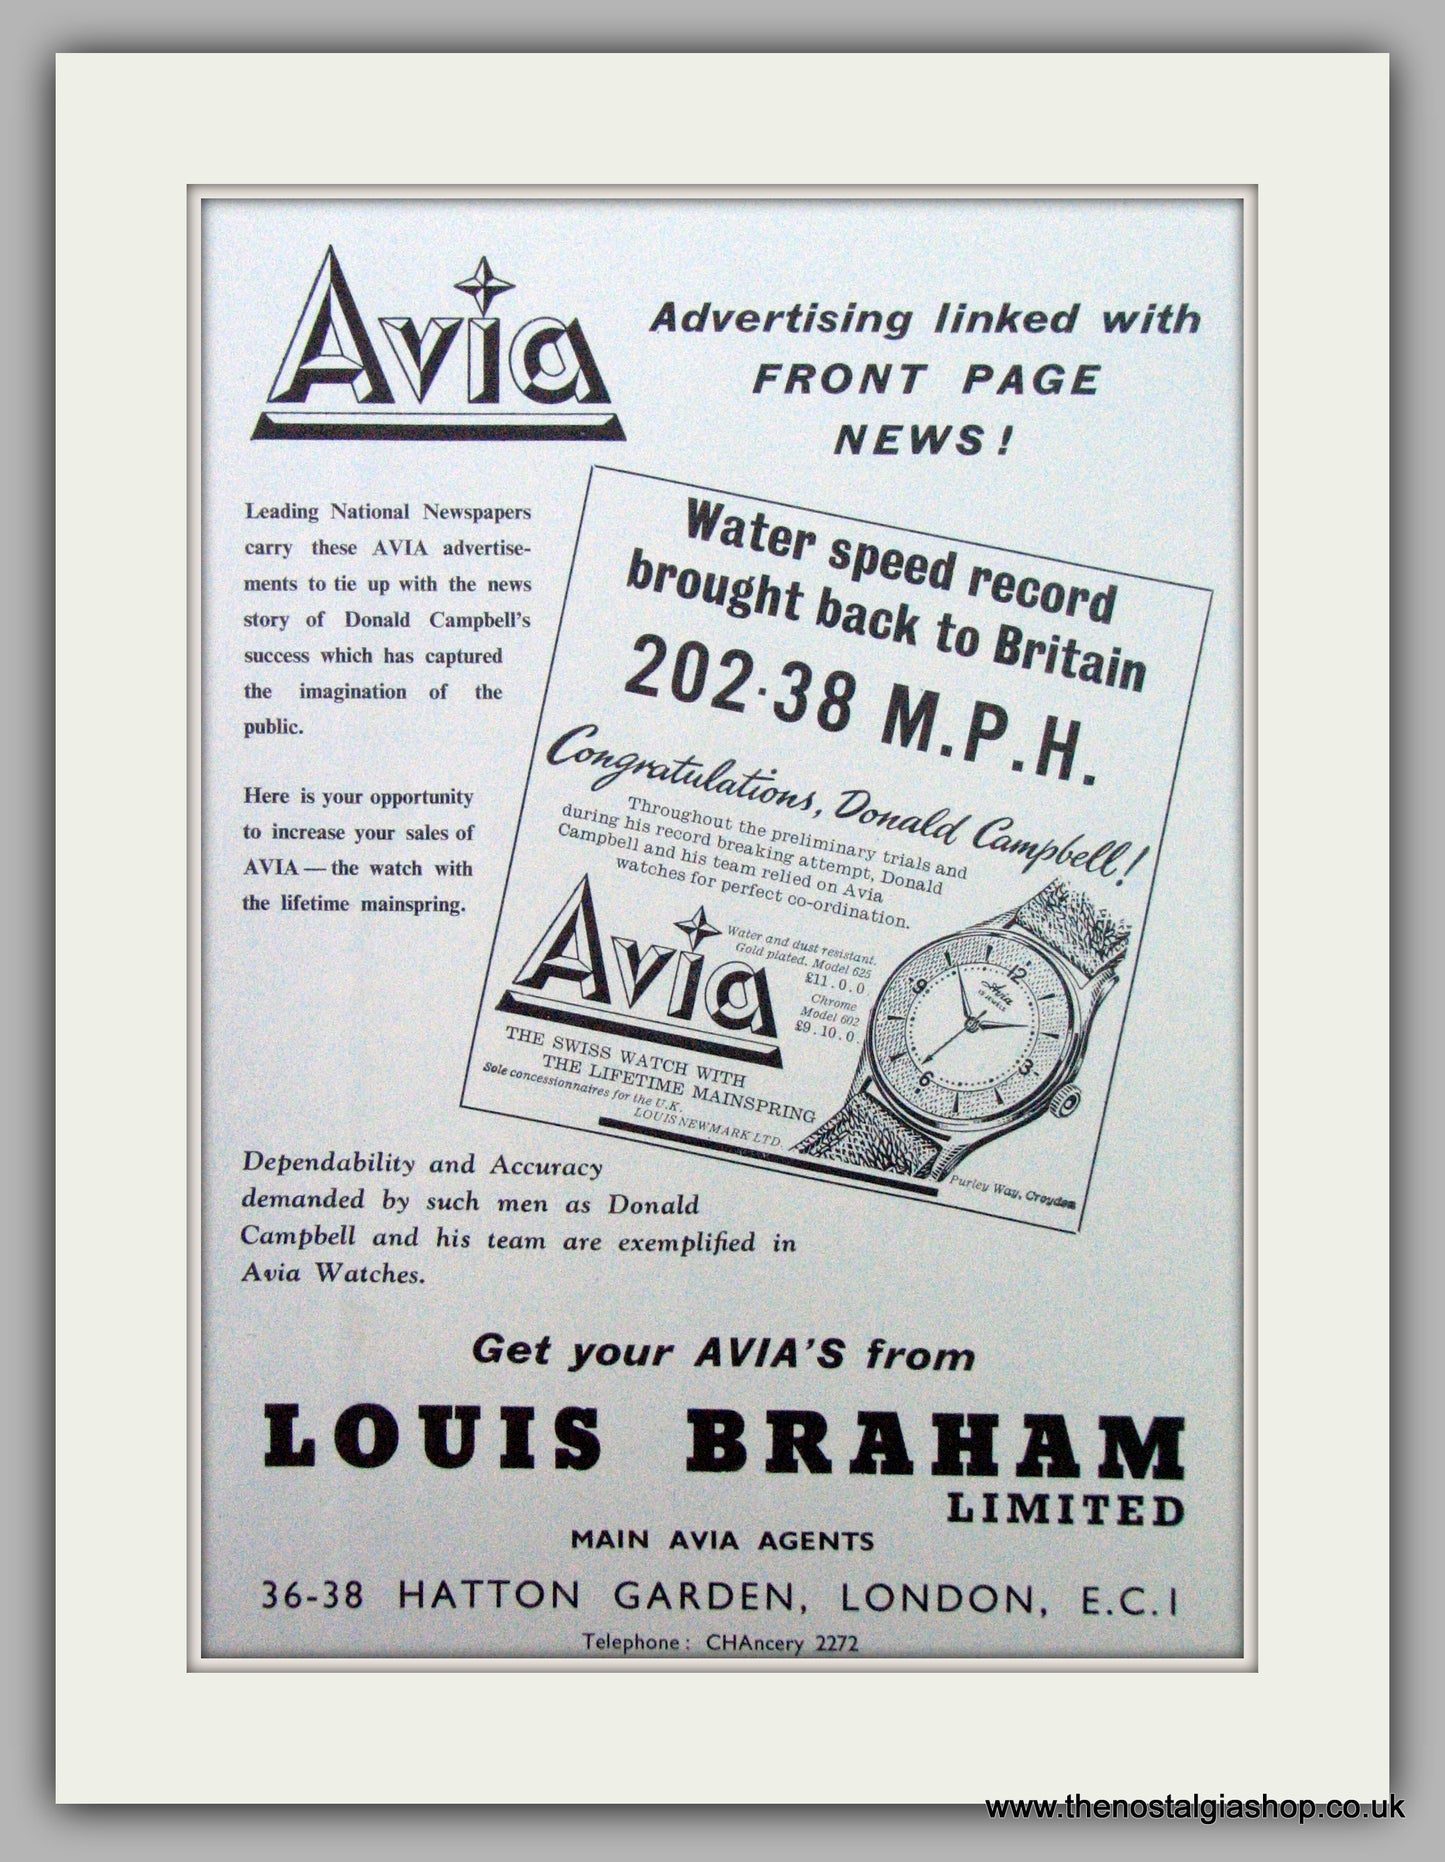 Avia
Advertising linked with
FRONT PAGE
NEWS!
Leading National Newspapers
carry these AVIA advertise-
ments to tie up with the news
story of Donald Campbell's
success which has captured
the imagination of the
public.
Here is your opportunity
to increase your sales of
AVIA — the watch with
the lifetime mainspring.
Water speed record
brought back to Britain
202·38 M.P.H.
Congratulations, Donald Campbell!
Throughout the preliminary trials and
during his record breaking attempt, Donald
Campbell and his team relied on Avia
watches for perfect co-ordination.
Avia
Water and dust resistant.
Gold plated. Model 625
£11.0.0
Chrome
Model 602
£9.10.0
12
9
3
6
Avia
15 JEWELS
THE SWISS WATCH WITH
THE LIFETIME MAINSPRING
Sole concessionnaires for the U.K.
LOUIS NEWMARK LTD.
Purley Way, Croydon
Dependability and Accuracy
demanded by such men as Donald
Campbell and his team are exemplified in
Avia Watches.
Get your AVIA'S from
LOUIS BRAHAM
LIMITED
MAIN AVIA AGENTS
36-38 HATTON GARDEN, LONDON, E.C.1
Telephone: CHAncery 2272
www.thenostalgiashop.co.uk